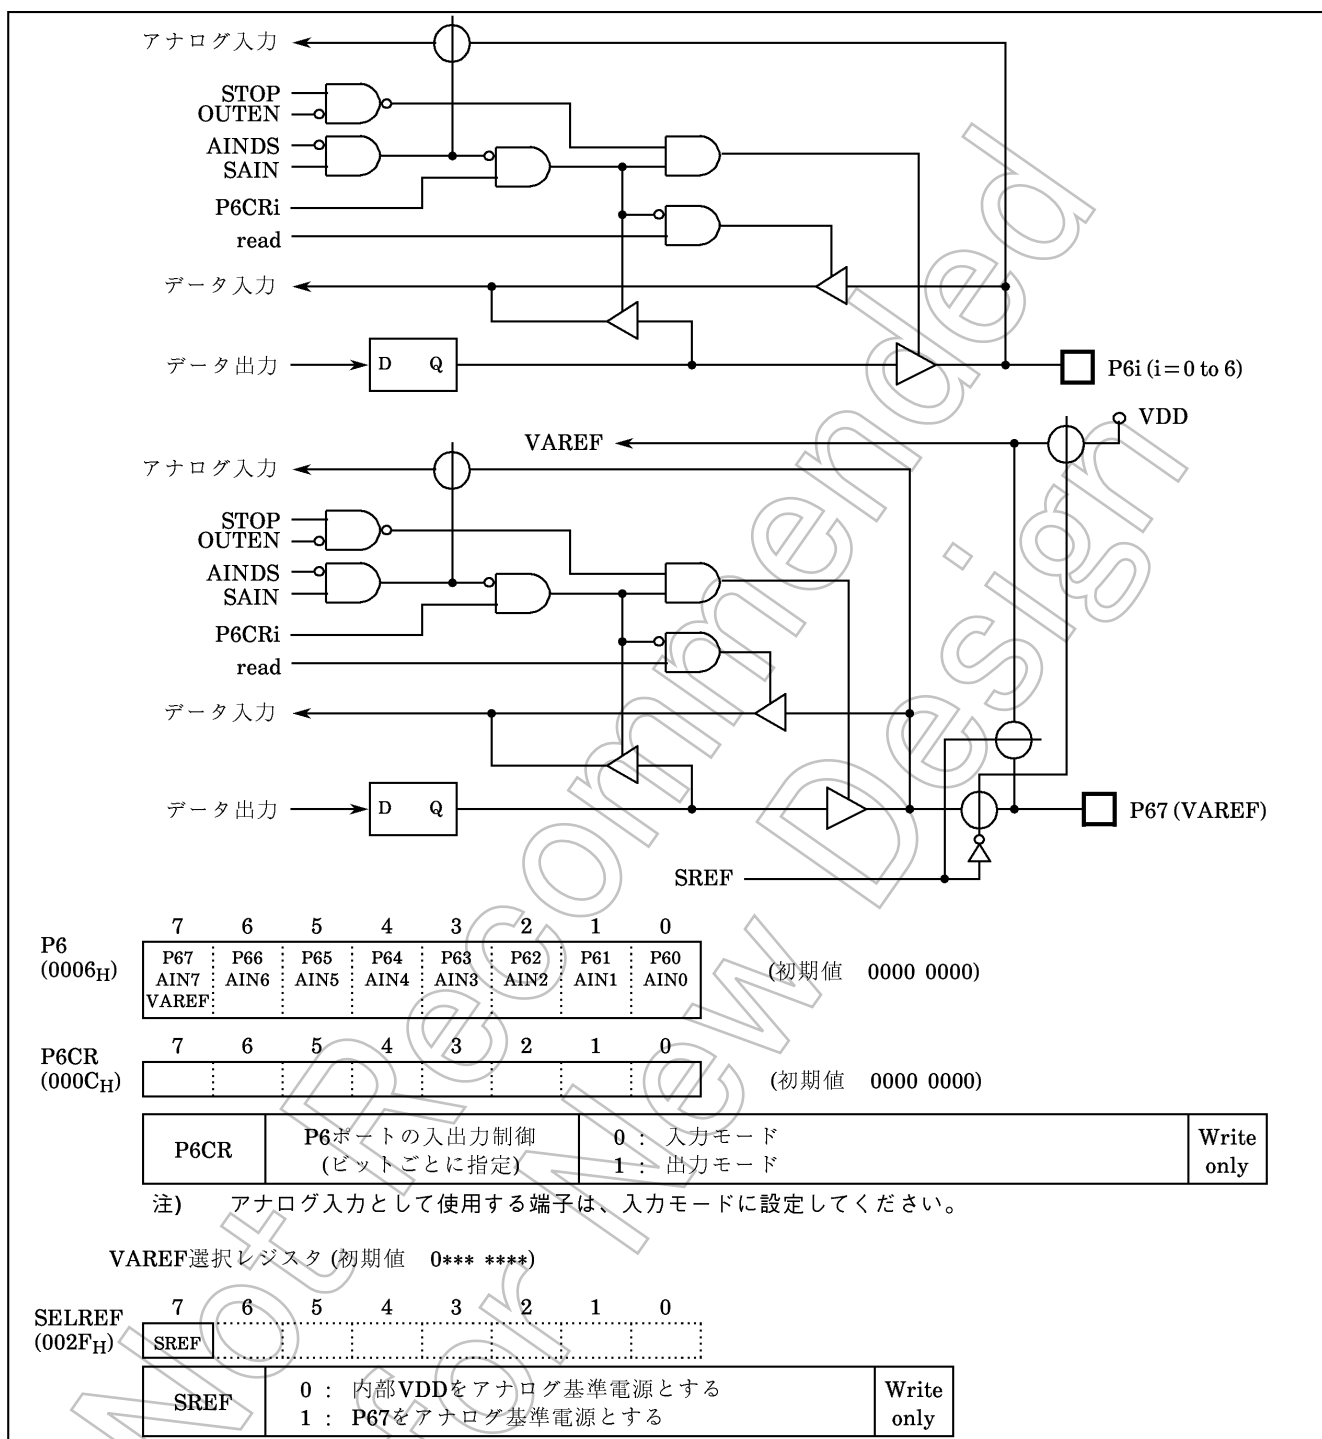 アナログ入力
STOP
OUTEN
AINDS
SAIN
P6CRi
read
データ入力
データ出力
D Q
P6i (i=0 to 6)
VDD
VAREF
アナログ入力
STOP
OUTEN
AINDS
SAIN
P6CRi
read
データ入力
データ出力
D Q
P67 (VAREF)
SREF
7 6 5 4 3 2 1 0
P6
(0006H)
P67 P66 P65 P64 P63 P62 P61 P60
AIN7 AIN6 AIN5 AIN4 AIN3 AIN2 AIN1 AIN0
VAREF
(初期値 0000 0000)
7 6 5 4 3 2 1 0
P6CR
(000CH)
(初期値 0000 0000)
P6CR
P6ポートの入出力制御
(ビットごとに指定)
0 : 入力モード
1 : 出力モード
Write
only
注) アナログ入力として使用する端子は、入力モードに設定してください。
VAREF選択レジスタ (初期値 0*** ****)
7 6 5 4 3 2 1 0
SELREF
(002FH)
SREF
SREF
0 : 内部VDDをアナログ基準電源とする
1 : P67をアナログ基準電源とする
Write
only
Not Recommended
for New Design